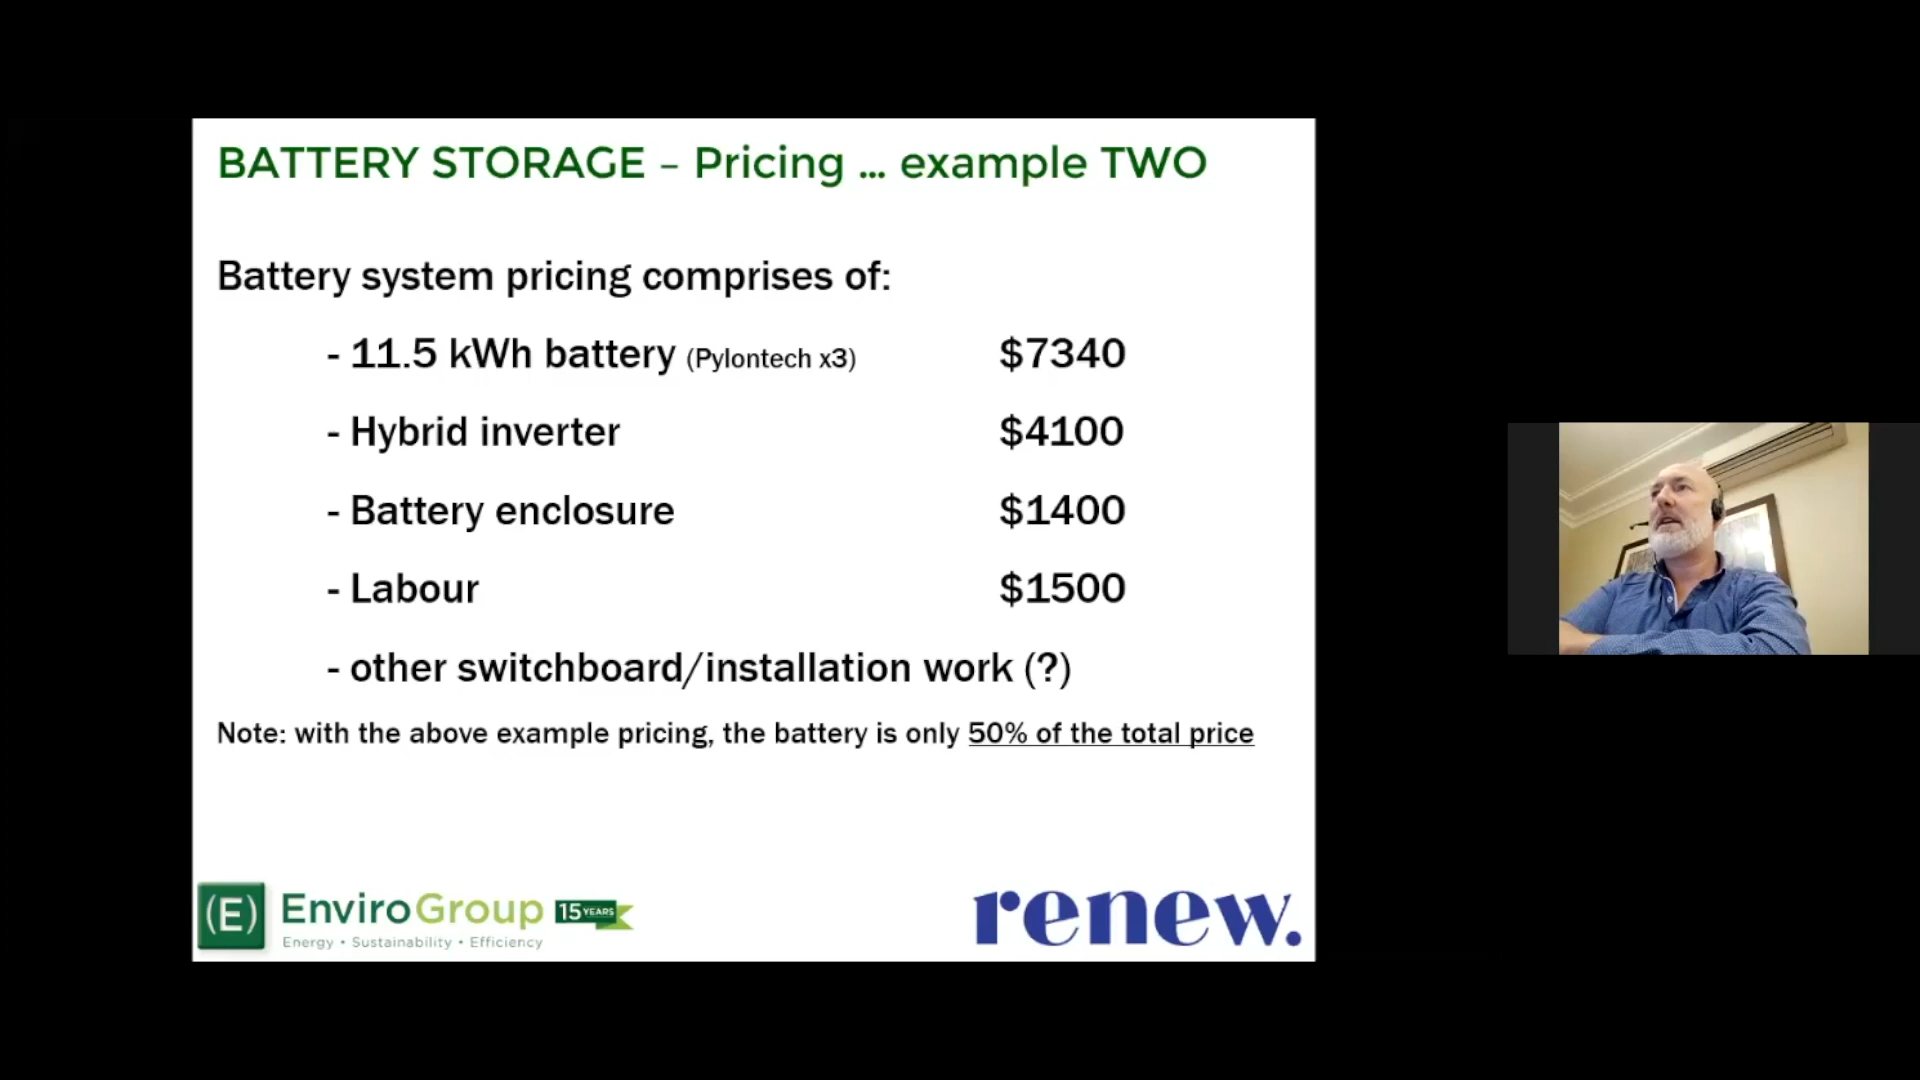 BATTERY STORAGE – Pricing ... example TWO
Battery system pricing comprises of:
- 11.5 kWh battery (Pylontech x3) $7340
- Hybrid inverter $4100
- Battery enclosure $1400
- Labour $1500
- other switchboard/installation work (?)
Note: with the above example pricing, the battery is only 50% of the total price
(E) EnviroGroup 15 YEARS
Energy • Sustainability • Efficiency
renew.